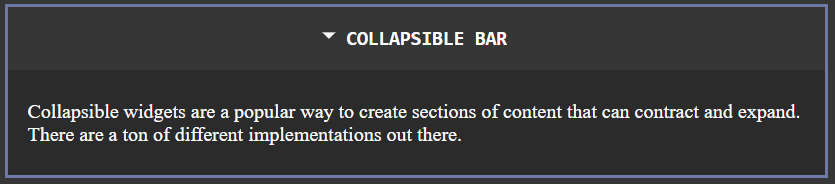 COLLAPSIBLE BAR
Collapsible widgets are a popular way to create sections of content that can contract and expand.
There are a ton of different implementations out there.